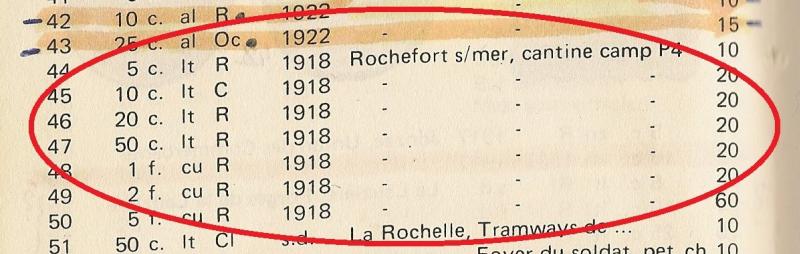 42 10 c. al R 1922 - - 10
43 25 c. al Oc 1922 - - 15
44 5 c. lt R 1918 Rochefort s/mer, cantine camp P4 10
45 10 c. lt C 1918 - - - 20
46 20 c. lt R 1918 - - - 20
47 50 c. lt R 1918 - - - 20
48 1 f. cu R 1918 - - - 20
49 2 f. cu R 1918 - - - 20
50 5 f. cu R 1918 - - - 60
51 50 c. lt Cl s.d. La Rochelle, Tramways de ... 10
Foyer du soldat, pet. ch. 10